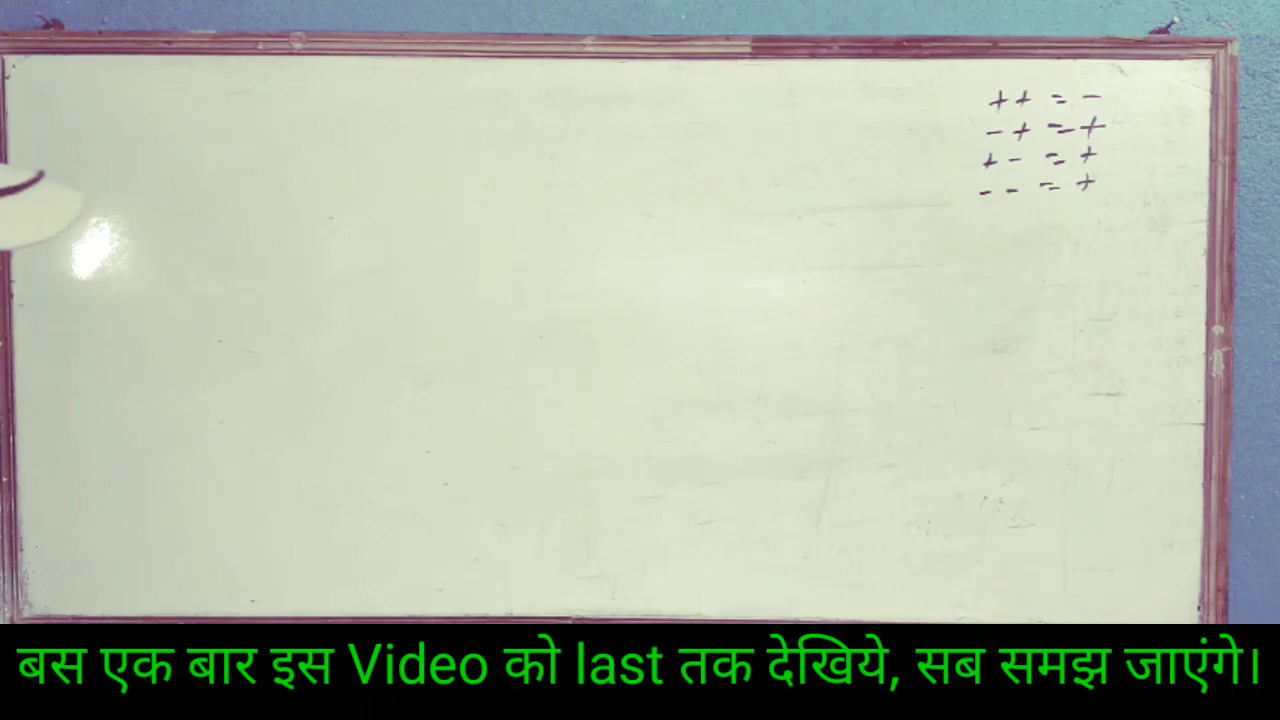 + + = -
- + = +
+ - = +
- - = +
बस एक बार इस Video को last तक देखिये, सब समझ जाएंगे।